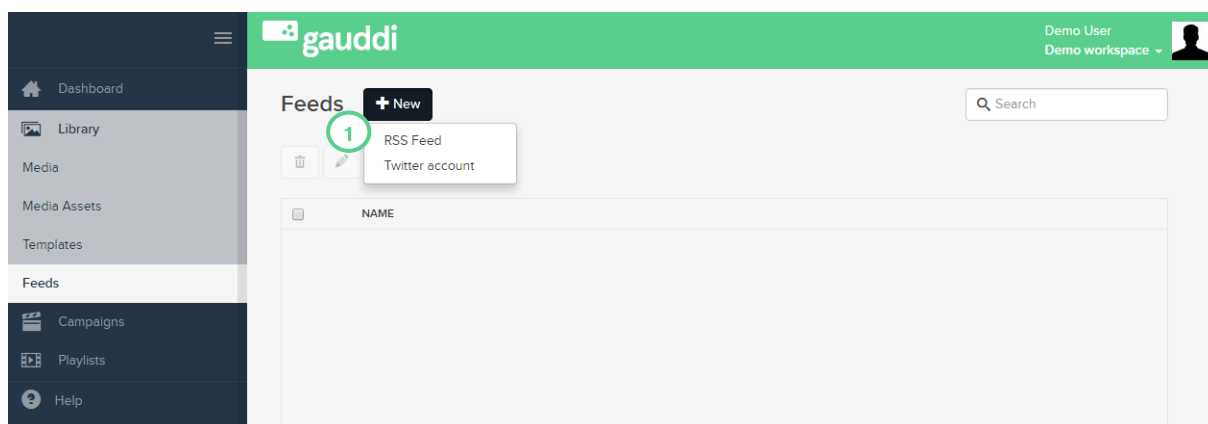 gauddi
Demo User
Demo workspace
Dashboard
Library
Media
Media Assets
Templates
Feeds
Campaigns
Playlists
Help
Feeds
New
Search
1
RSS Feed
Twitter account
NAME